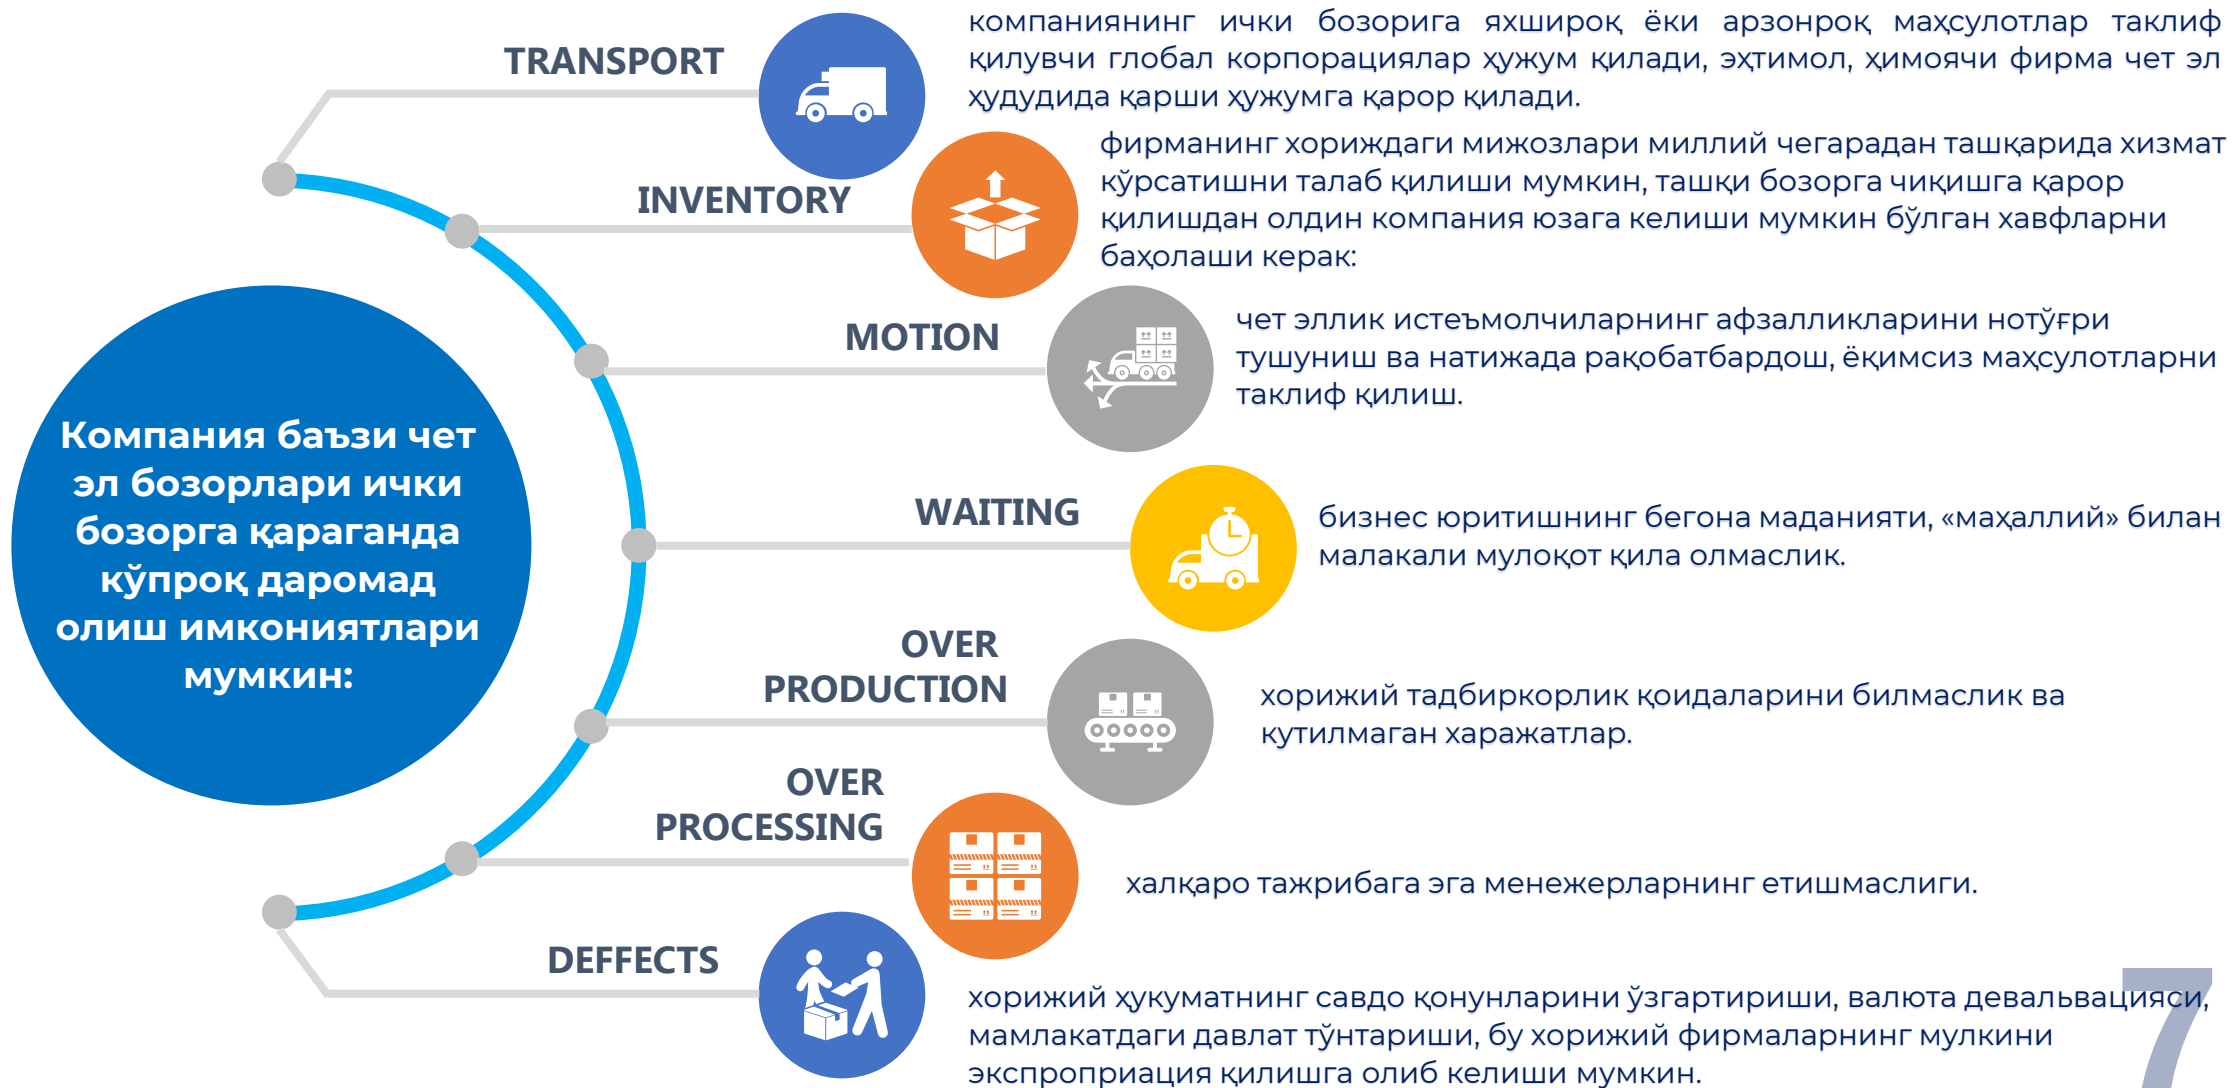 TRANSPORT
компаниянинг ички бозорига яхшироқ ёки арзонроқ маҳсулотлар таклиф
қилувчи глобал корпорациялар ҳужум қилади, эҳтимол, ҳимоячи фирма чет эл
ҳудудида қарши ҳужумга қарор қилади.
INVENTORY
фирманинг хориждаги мижозлари миллий чегарадан ташқарида хизмат
кўрсатишни талаб қилиши мумкин, ташқи бозорга чиқишга қарор
қилишдан олдин компания юзага келиши мумкин бўлган хавфларни
баҳолаши керак:
MOTION
чет эллик истеъмолчиларнинг афзалликларини нотўғри
тушуниш ва натижада рақобатбардош, ёқимсиз маҳсулотларни
таклиф қилиш.
Компания баъзи чет
эл бозорлари ички
бозорга қараганда
кўпроқ даромад
олиш имкониятлари
мумкин:
WAITING
бизнес юритишнинг бегона маданияти, «маҳаллий» билан
малакали мулоқот қила олмаслик.
OVER
PRODUCTION
хорижий тадбиркорлик қоидаларини билмаслик ва
кутилмаган харажатлар.
OVER
PROCESSING
халқаро тажрибага эга менежерларнинг етишмаслиги.
DEFFECTS
хорижий ҳукуматнинг савдо қонунларини ўзгартириши, валюта девальвацияси,
мамлакатдаги давлат тўнтариши, бу хорижий фирмаларнинг мулкини
экспроприация қилишга олиб келиши мумкин.
7